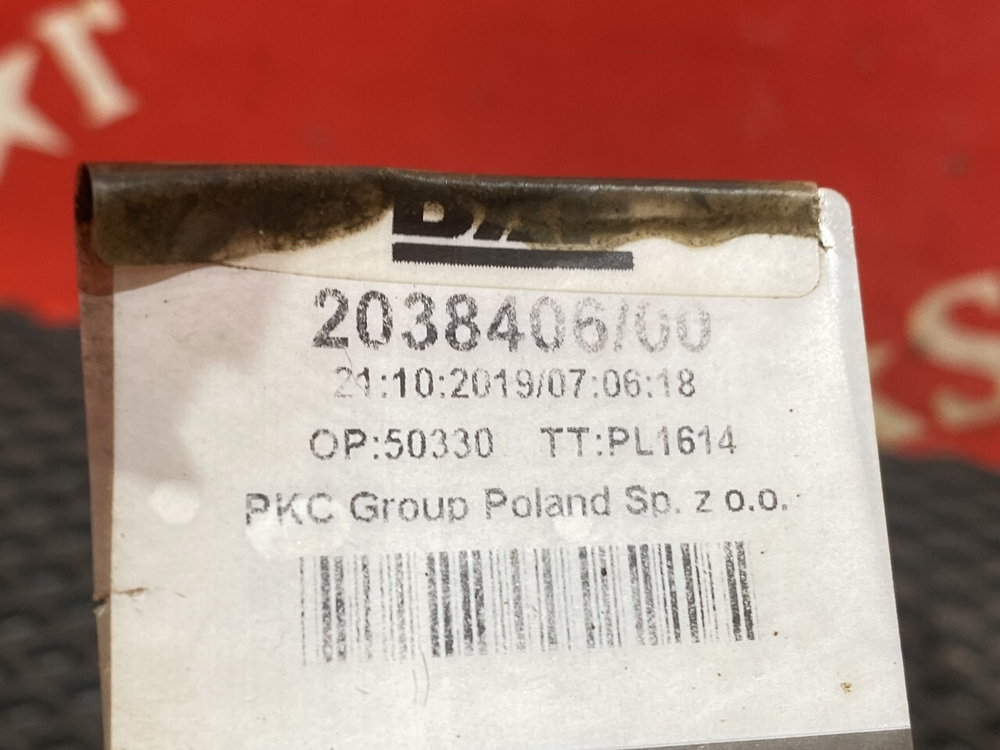 2038406/00
21:10:2019/07:06:18
OP:50330 TT:PL1614
PKC Group Poland Sp. z o.o.